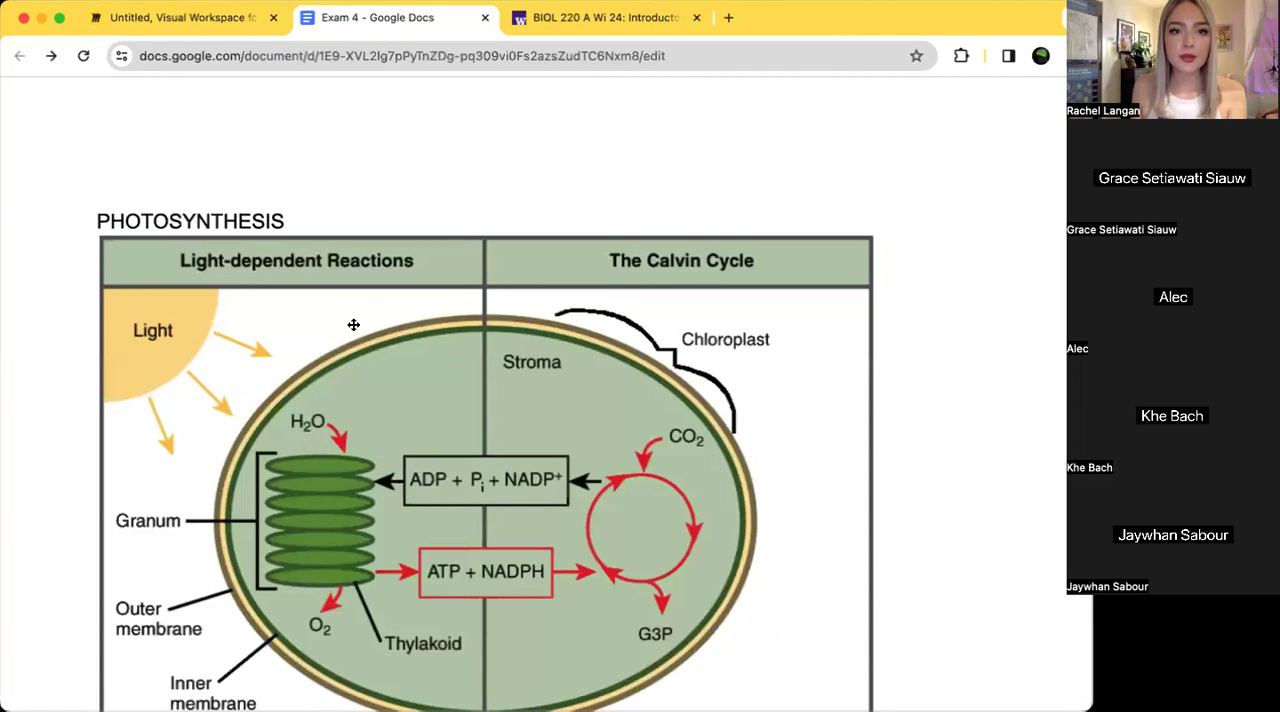 Untitled, Visual Workspace fo
Exam 4 - Google Docs
BIOL 220 A Wi 24: Introducto
docs.google.com/document/d/1E9-XVL2Ig7pPyTnZDg-pq309vi0Fs2azsZudTC6Nxm8/edit
Rachel Langan
Grace Setiawati Siauw
Grace Setiawati Siauw
Alec
Alec
Khe Bach
Khe Bach
Jaywhan Sabour
Jaywhan Sabour
PHOTOSYNTHESIS
Light-dependent Reactions
The Calvin Cycle
Light
Chloroplast
Stroma
H₂O
CO₂
ADP + Pᵢ + NADP⁺
Granum
ATP + NADPH
Outer
membrane
O₂
Thylakoid
G3P
Inner
membrane